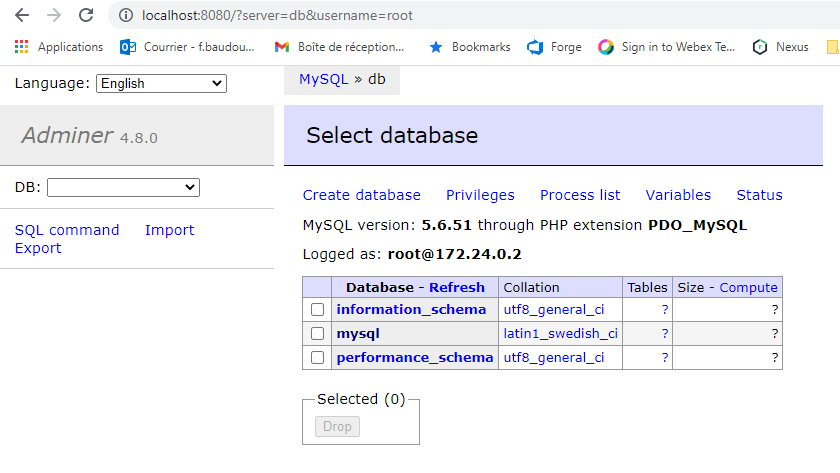 localhost:8080/?server=db&username=root
Applications Courrier - f.baudou... Boîte de réception... Bookmarks Forge Sign in to Webex Te... Nexus
Language: English
MySQL » db
Adminer 4.8.0
Select database
DB:
Create database Privileges Process list Variables Status
SQL command Import
Export
MySQL version: 5.6.51 through PHP extension PDO_MySQL
Logged as: root@172.24.0.2
Database - Refresh Collation Tables Size - Compute
information_schema utf8_general_ci ? ?
mysql latin1_swedish_ci ? ?
performance_schema utf8_general_ci ? ?
Selected (0)
Drop